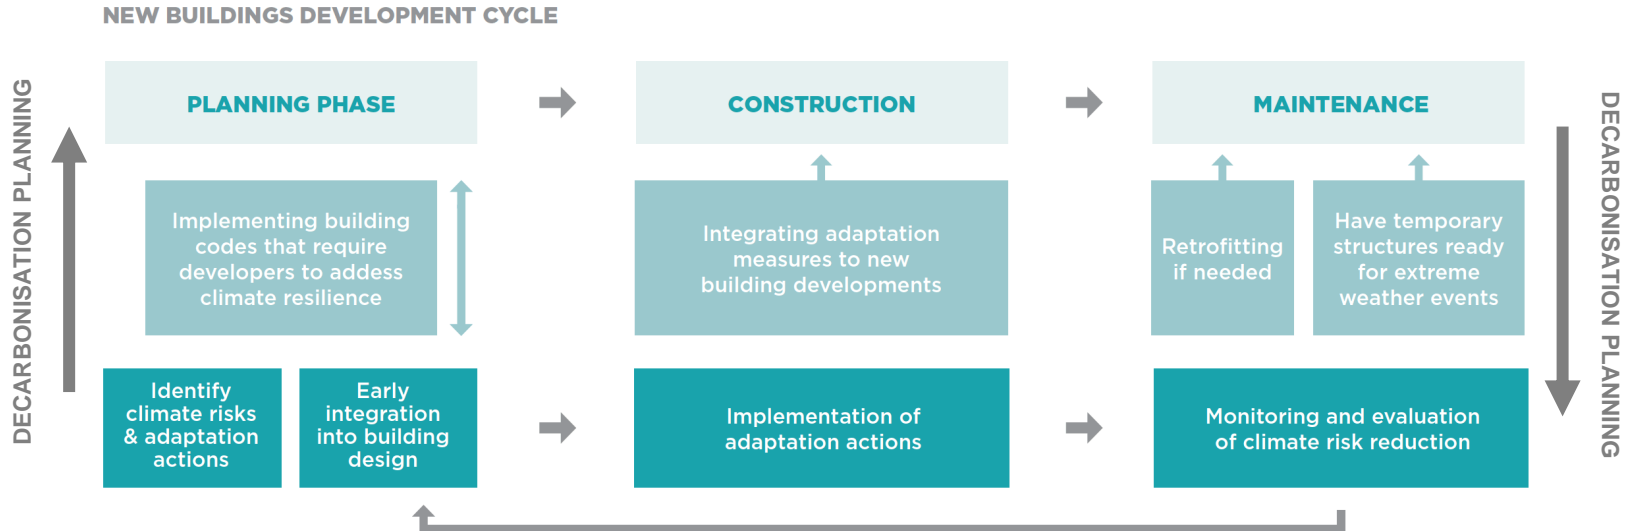 NEW BUILDINGS DEVELOPMENT CYCLE
DECARBONISATION PLANNING
PLANNING PHASE
CONSTRUCTION
MAINTENANCE
Implementing building
codes that require
developers to addess
climate resilience
Integrating adaptation
measures to new
building developments
Retrofitting
if needed
Have temporary
structures ready
for extreme
weather events
Identify
climate risks
& adaptation
actions
Early
integration
into building
design
Implementation of
adaptation actions
Monitoring and evaluation
of climate risk reduction
DECARBONISATION PLANNING